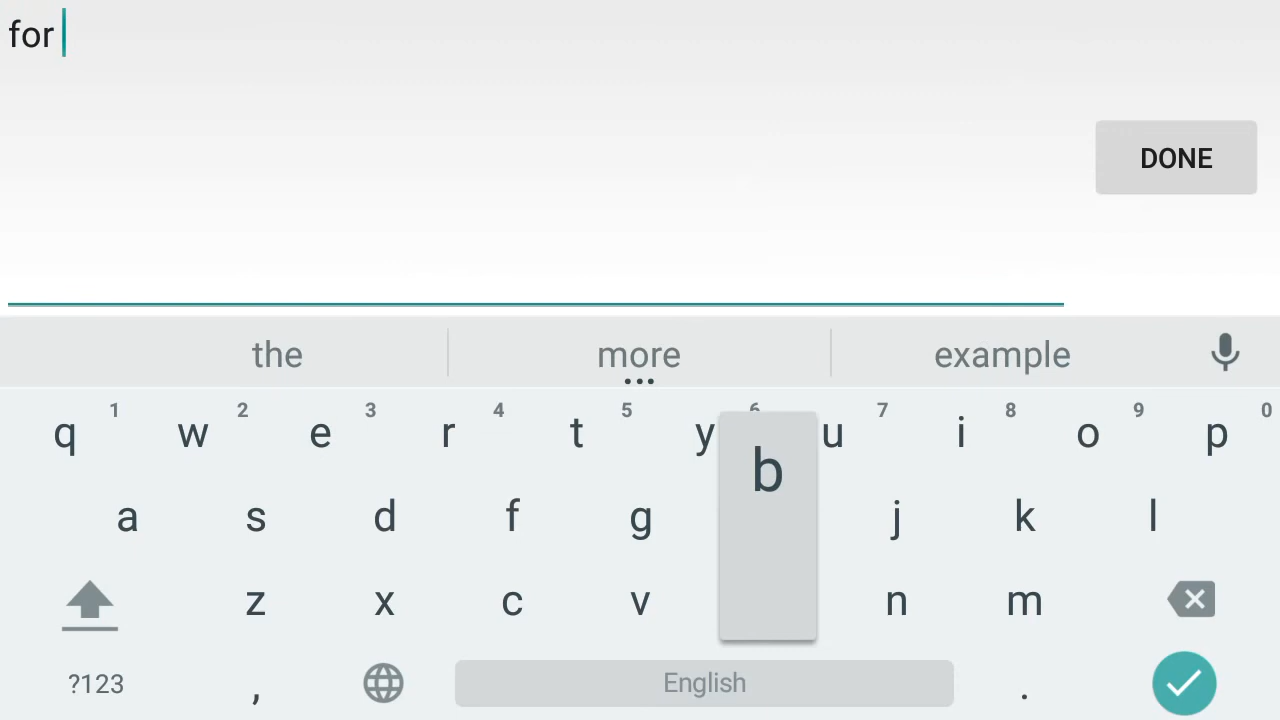 for
DONE
the more example
1 2 3 4 5 6 7 8 9 0
q w e r t y u i o p
b
a s d f g j k l
z x c v n m
?123 , English .